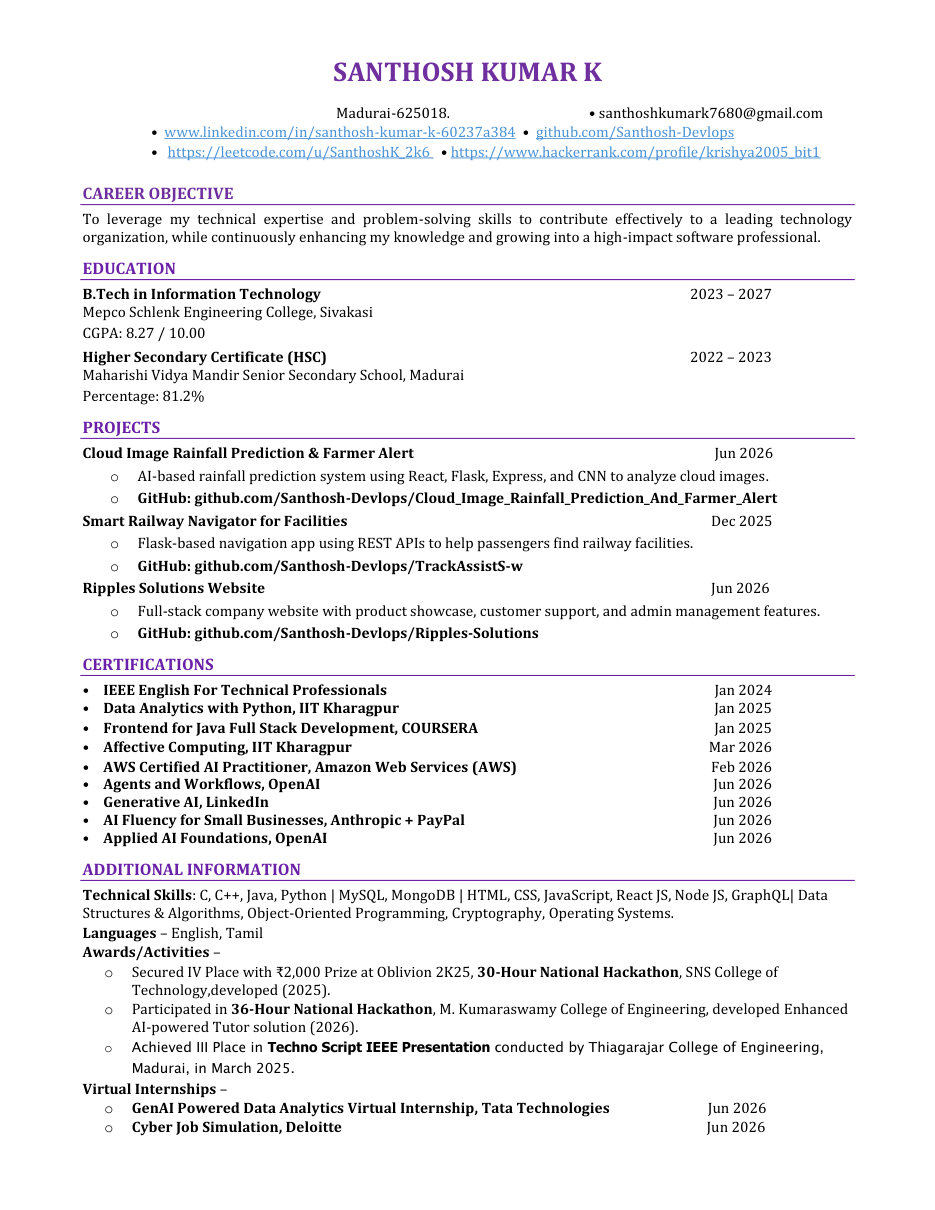 SANTHOSH KUMAR K
Madurai-625018. • santhoshkumark7680@gmail.com
• www.linkedin.com/in/santhosh-kumar-k-60237a384 • github.com/Santhosh-Devlops
• https://leetcode.com/u/SanthoshK_2k6 • https://www.hackerrank.com/profile/krishya2005_bit1
CAREER OBJECTIVE
To leverage my technical expertise and problem-solving skills to contribute effectively to a leading technology
organization, while continuously enhancing my knowledge and growing into a high-impact software professional.
EDUCATION
B.Tech in Information Technology 2023 – 2027
Mepco Schlenk Engineering College, Sivakasi
CGPA: 8.27 / 10.00
Higher Secondary Certificate (HSC) 2022 – 2023
Maharishi Vidya Mandir Senior Secondary School, Madurai
Percentage: 81.2%
PROJECTS
Cloud Image Rainfall Prediction & Farmer Alert Jun 2026
o AI-based rainfall prediction system using React, Flask, Express, and CNN to analyze cloud images.
o GitHub: github.com/Santhosh-Devlops/Cloud_Image_Rainfall_Prediction_And_Farmer_Alert
Smart Railway Navigator for Facilities Dec 2025
o Flask-based navigation app using REST APIs to help passengers find railway facilities.
o GitHub: github.com/Santhosh-Devlops/TrackAssistS-w
Ripples Solutions Website Jun 2026
o Full-stack company website with product showcase, customer support, and admin management features.
o GitHub: github.com/Santhosh-Devlops/Ripples-Solutions
CERTIFICATIONS
• IEEE English For Technical Professionals Jan 2024
• Data Analytics with Python, IIT Kharagpur Jan 2025
• Frontend for Java Full Stack Development, COURSERA Jan 2025
• Affective Computing, IIT Kharagpur Mar 2026
• AWS Certified AI Practitioner, Amazon Web Services (AWS) Feb 2026
• Agents and Workflows, OpenAI Jun 2026
• Generative AI, LinkedIn Jun 2026
• AI Fluency for Small Businesses, Anthropic + PayPal Jun 2026
• Applied AI Foundations, OpenAI Jun 2026
ADDITIONAL INFORMATION
Technical Skills: C, C++, Java, Python | MySQL, MongoDB | HTML, CSS, JavaScript, React JS, Node JS, GraphQL| Data
Structures & Algorithms, Object-Oriented Programming, Cryptography, Operating Systems.
Languages – English, Tamil
Awards/Activities –
o Secured IV Place with ₹2,000 Prize at Oblivion 2K25, 30-Hour National Hackathon, SNS College of
Technology,developed (2025).
o Participated in 36-Hour National Hackathon, M. Kumaraswamy College of Engineering, developed Enhanced
AI-powered Tutor solution (2026).
o Achieved III Place in Techno Script IEEE Presentation conducted by Thiagarajar College of Engineering,
Madurai, in March 2025.
Virtual Internships –
o GenAI Powered Data Analytics Virtual Internship, Tata Technologies Jun 2026
o Cyber Job Simulation, Deloitte Jun 2026